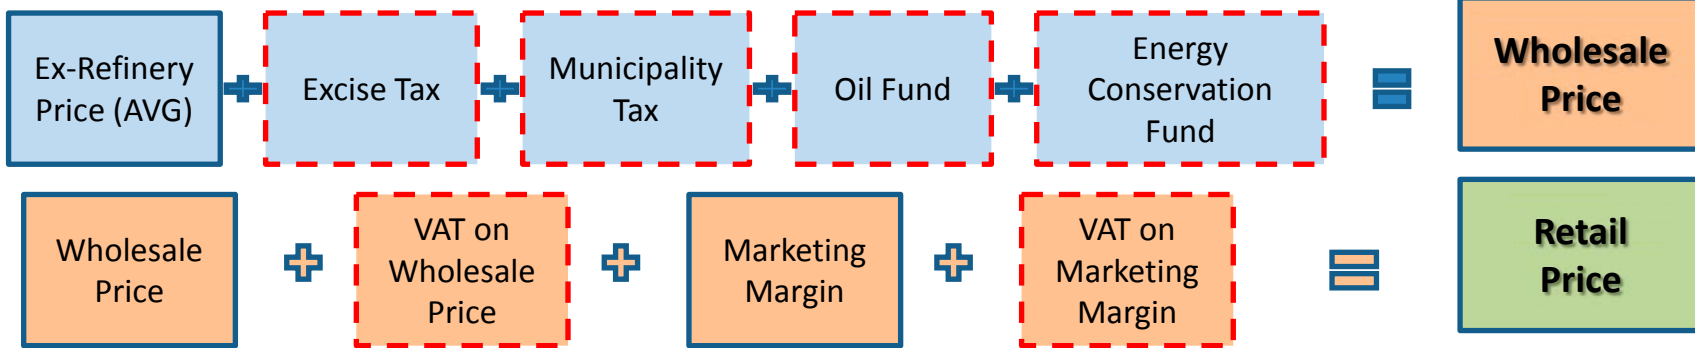 Ex-Refinery
Price (AVG)
Excise Tax
Municipality
Tax
Oil Fund
Energy
Conservation
Fund
Wholesale
Price
Wholesale
Price
VAT on
Wholesale
Price
Marketing
Margin
VAT on
Marketing
Margin
Retail
Price